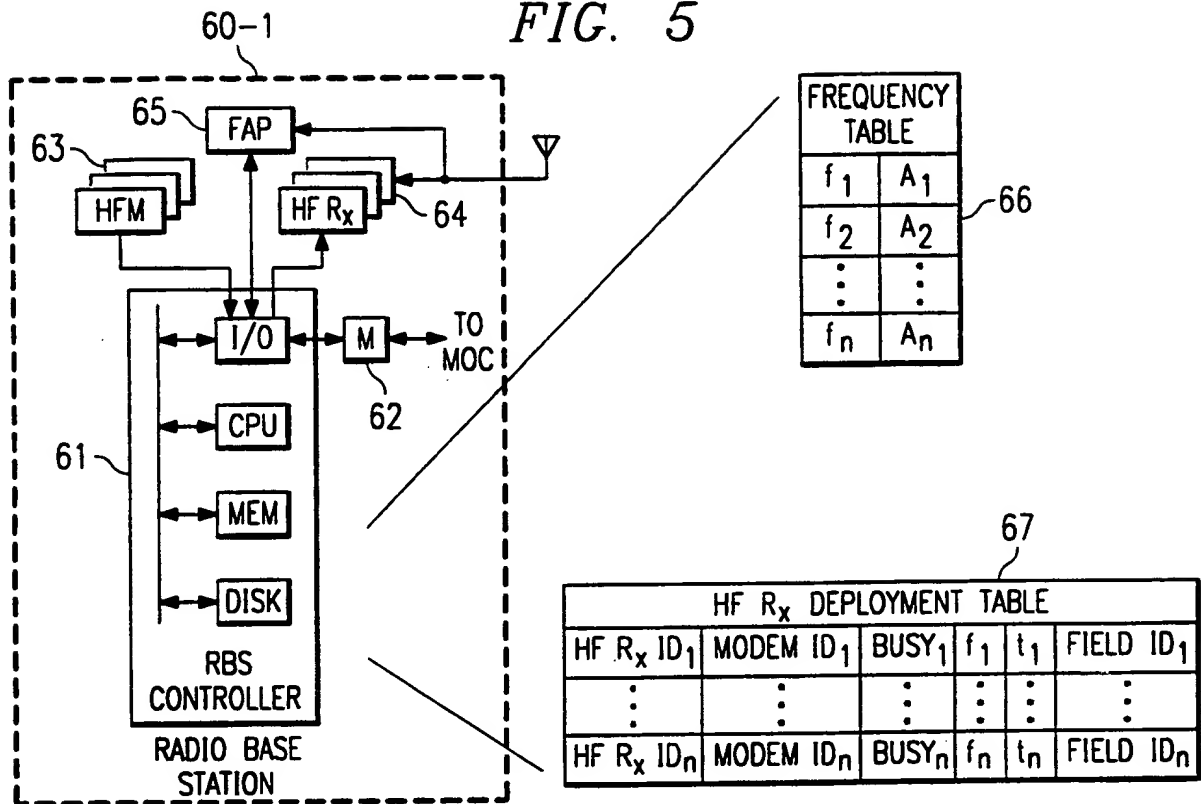 FIG. 5
60-1
65
FAP
63
HFM
HF Rx
64
I/O
M
TO
MOC
62
CPU
61
MEM
DISK
RBS
CONTROLLER
RADIO BASE
STATION
FREQUENCY
TABLE
f1 A1
f2 A2
⋮ ⋮
fn An
66
67
HF Rx DEPLOYMENT TABLE
HF Rx ID1 MODEM ID1 BUSY1 f1 t1 FIELD ID1
⋮ ⋮ ⋮ ⋮ ⋮ ⋮
HF Rx IDn MODEM IDn BUSYn fn tn FIELD IDn